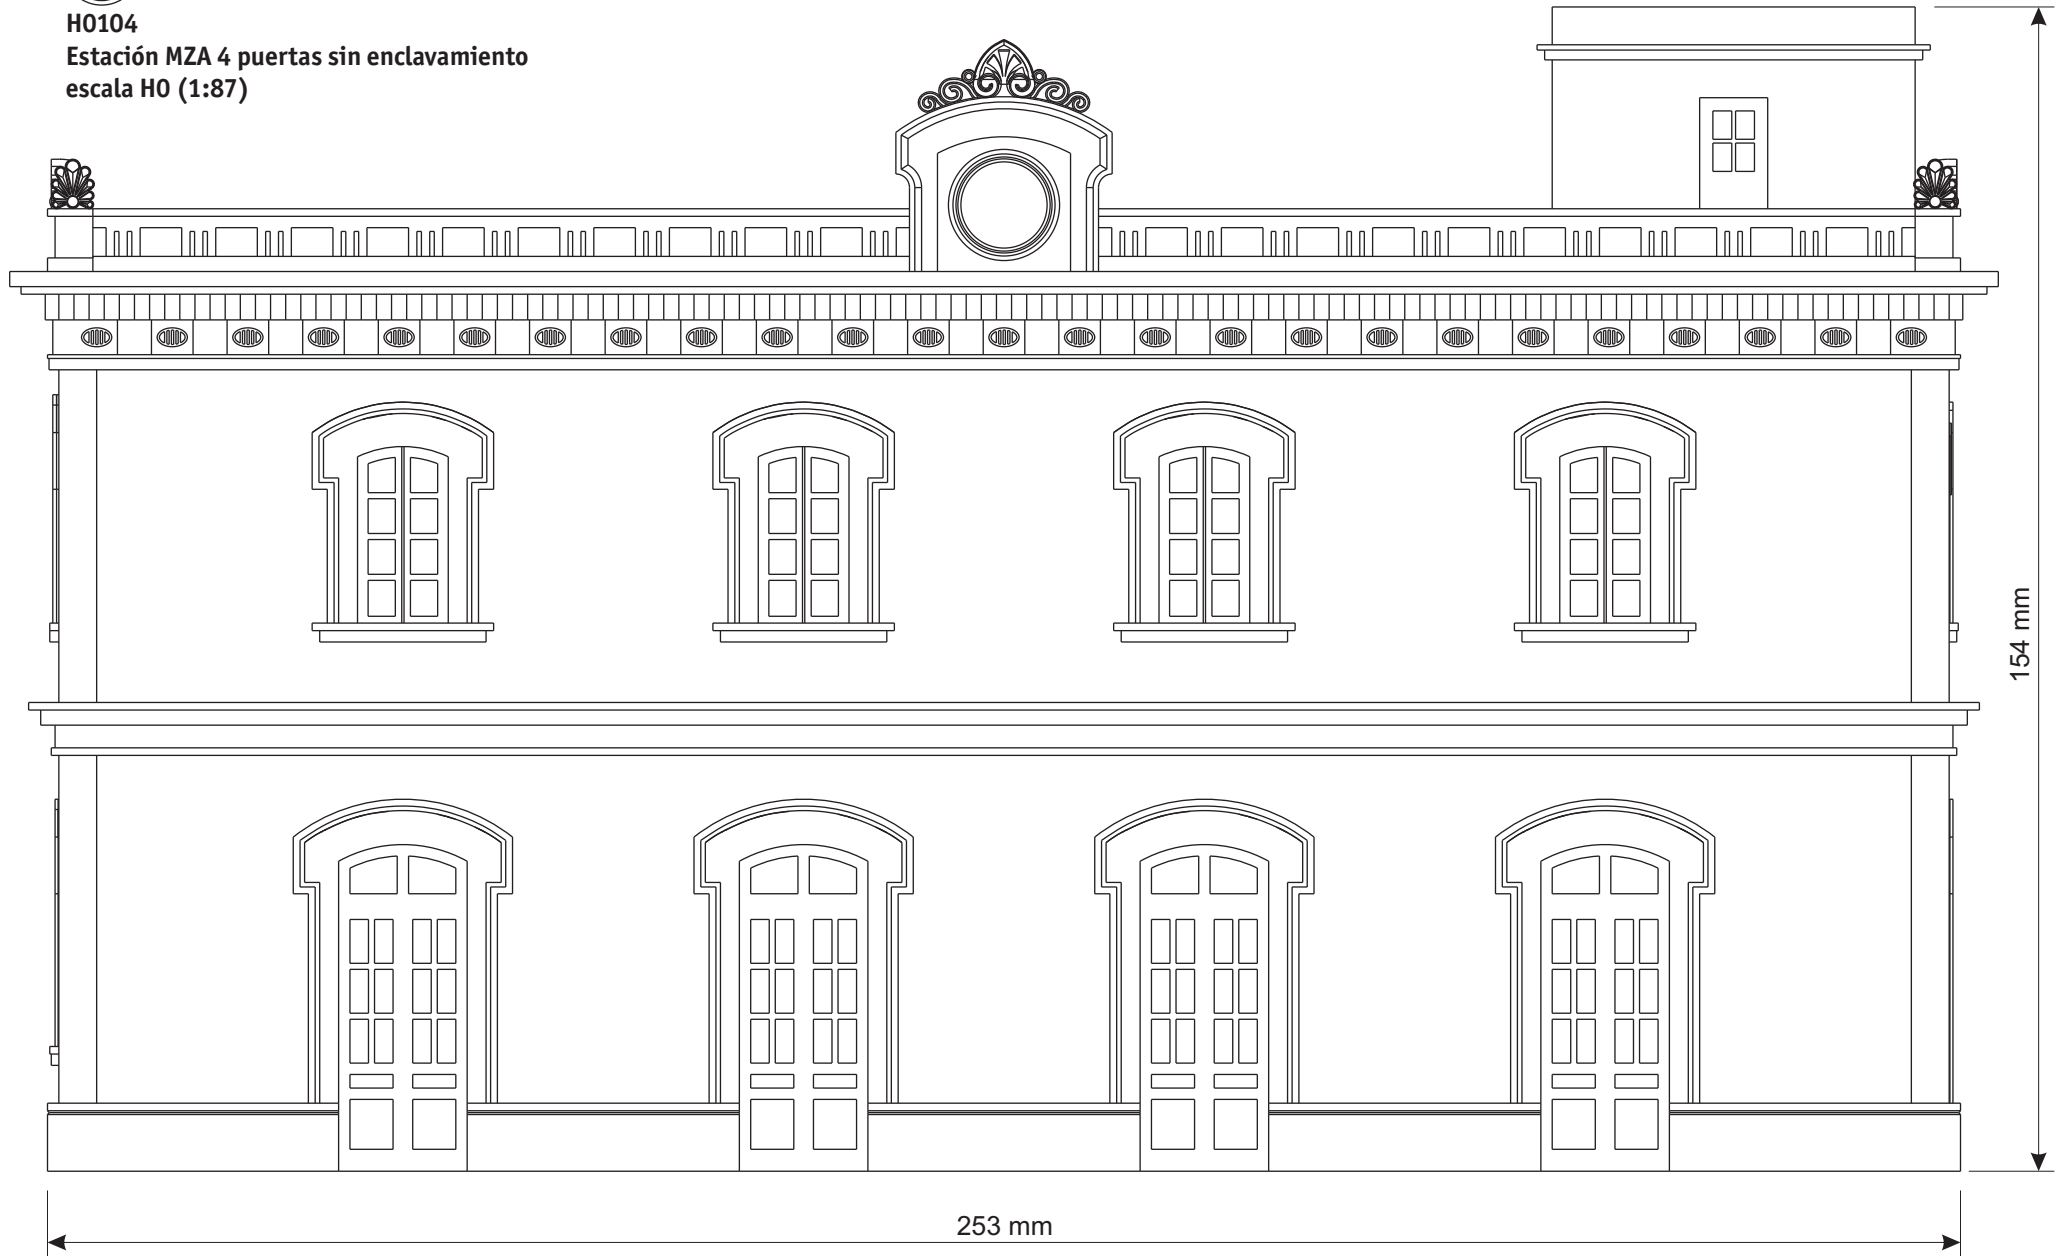 H0104
Estación MZA 4 puertas sin enclavamiento
escala H0 (1:87)
154 mm
253 mm